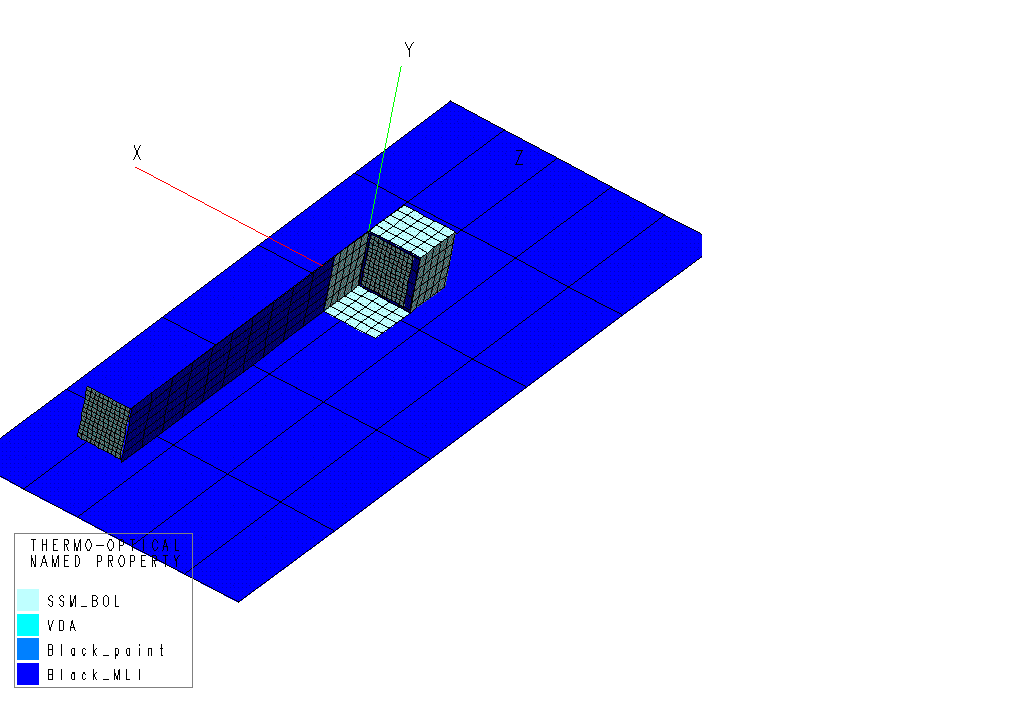 Y
X
Z
THERMO-OPTICAL
NAMED PROPERTY
SSM_BOL
VDA
Black_paint
Black_MLI